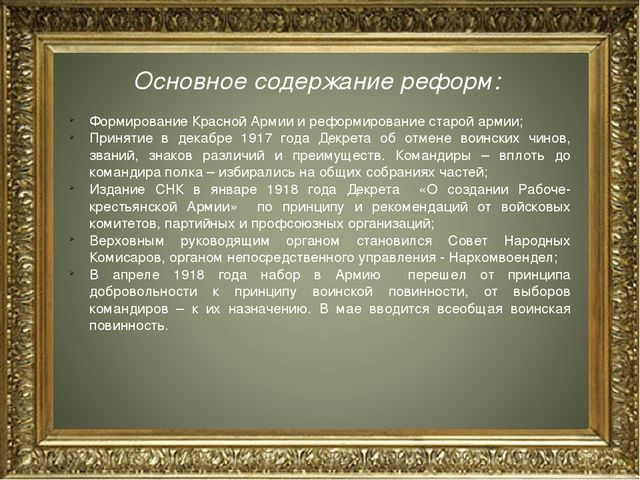 Основное содержание реформ:
Формирование Красной Армии и реформирование старой армии;
Принятие в декабре 1917 года Декрета об отмене воинских чинов,
званий, знаков различий и преимуществ. Командиры – вплоть до
командира полка – избирались на общих собраниях частей;
Издание СНК в январе 1918 года Декрета «О создании Рабоче-
крестьянской Армии» по принципу и рекомендаций от войсковых
комитетов, партийных и профсоюзных организаций;
Верховным руководящим органом становился Совет Народных
Комисаров, органом непосредственного управления - Наркомвоендел;
В апреле 1918 года набор в Армию перешел от принципа
добровольности к принципу воинской повинности, от выборов
командиров – к их назначению. В мае вводится всеобщая воинская
повинность.